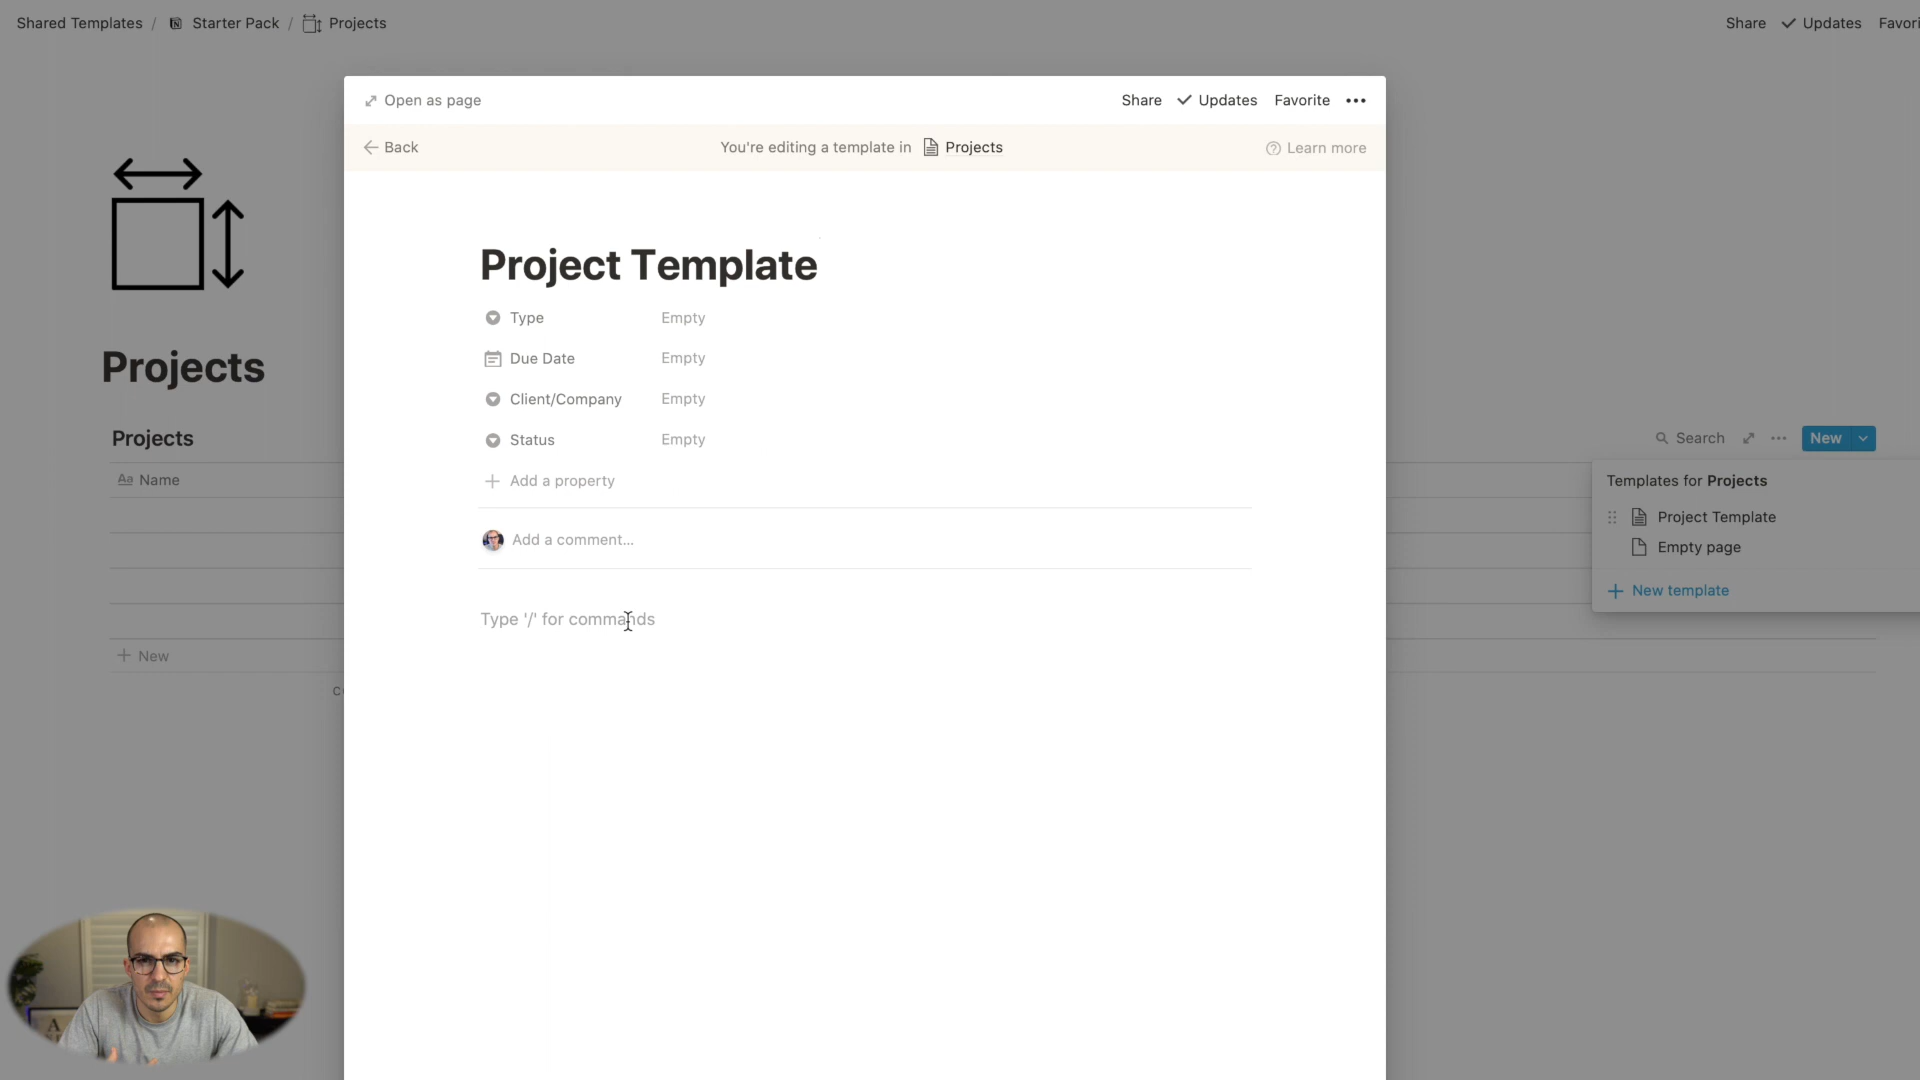 Shared Templates / Starter Pack / Projects
Share Updates Favori
Open as page
Share Updates Favorite
Back
You're editing a template in Projects
Learn more
Project Template
Type Empty
Due Date Empty
Client/Company Empty
Status Empty
Add a property
Add a comment...
Type '/' for commands
Projects
Projects
Search New
Aa Name
New
Templates for Projects
Project Template
Empty page
New template
A